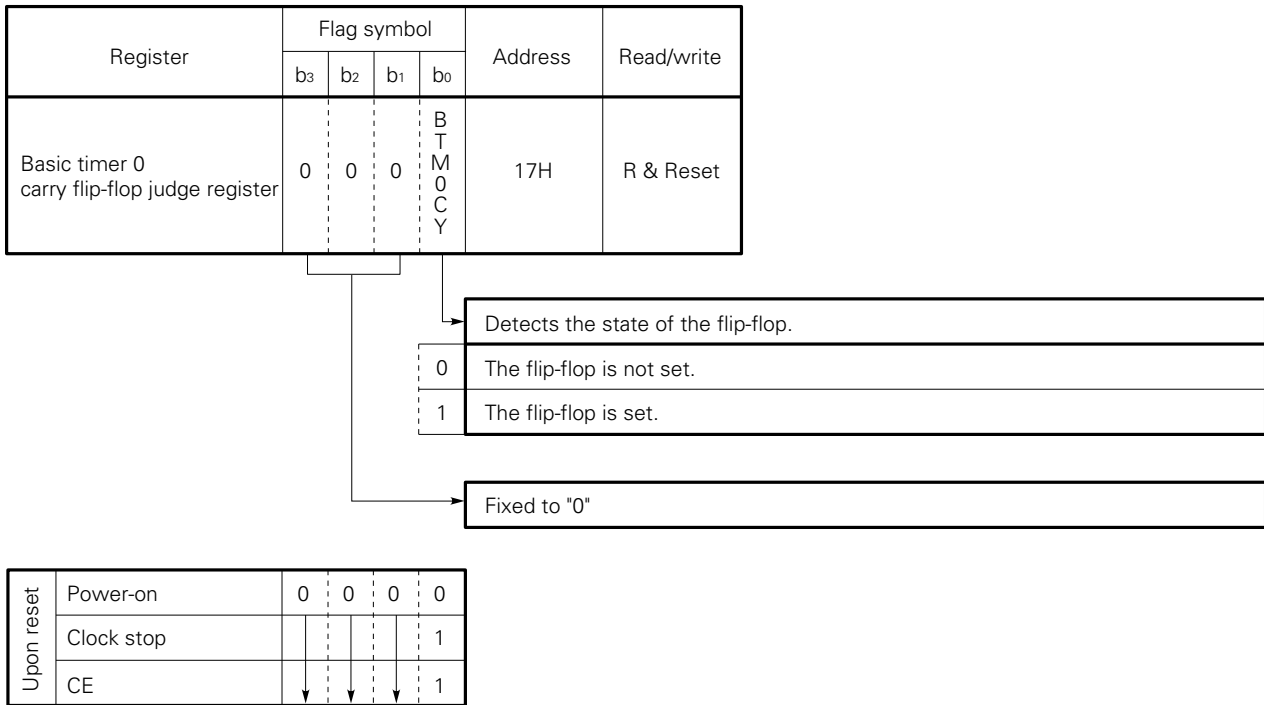 Register
Flag symbol
b3 b2 b1 b0
Address
Read/write
Basic timer 0
carry flip-flop judge register
0 0 0
B
T
M
0
C
Y
17H
R & Reset
Detects the state of the flip-flop.
0 The flip-flop is not set.
1 The flip-flop is set.
Fixed to "0"
Upon reset
Power-on 0 0 0 0
Clock stop 1
CE 1